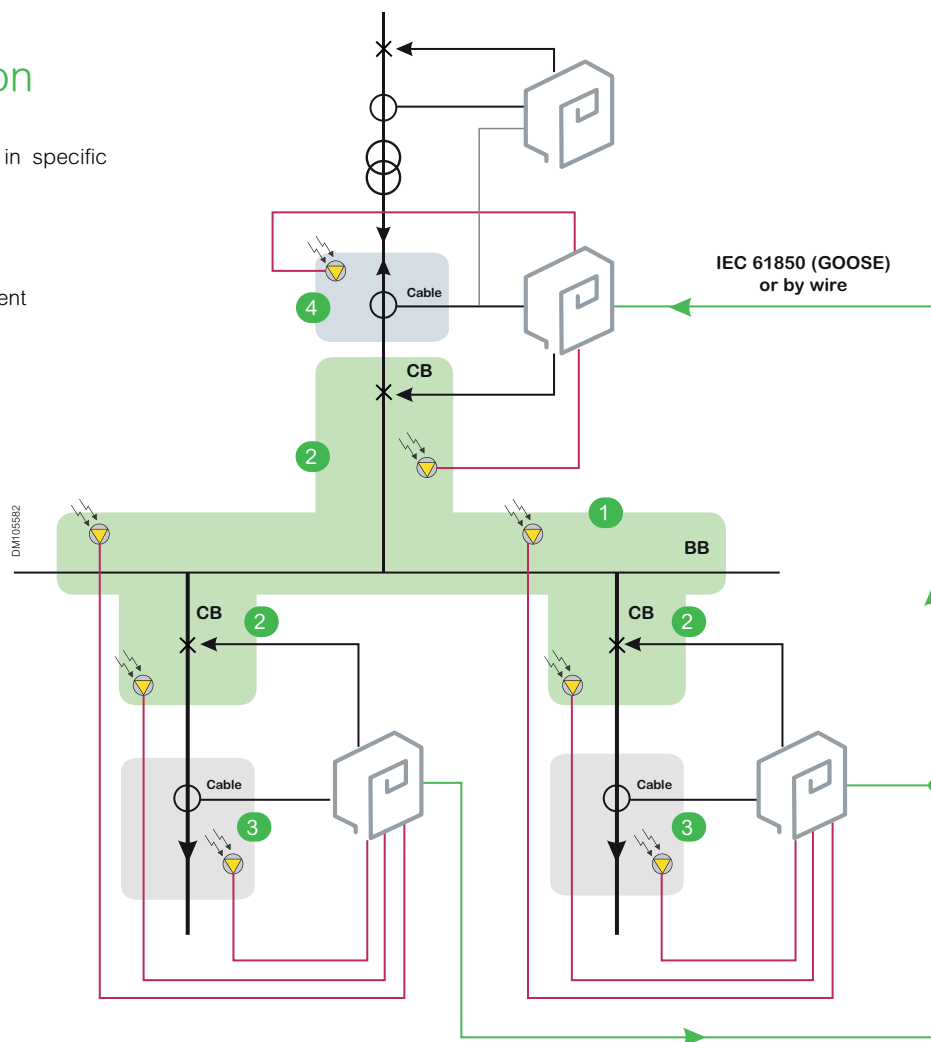 on
in specific
ent
IEC 61850 (GOOSE)
or by wire
Cable
4
CB
2
1
DM105582
BB
CB
2
CB
2
Cable
3
Cable
3